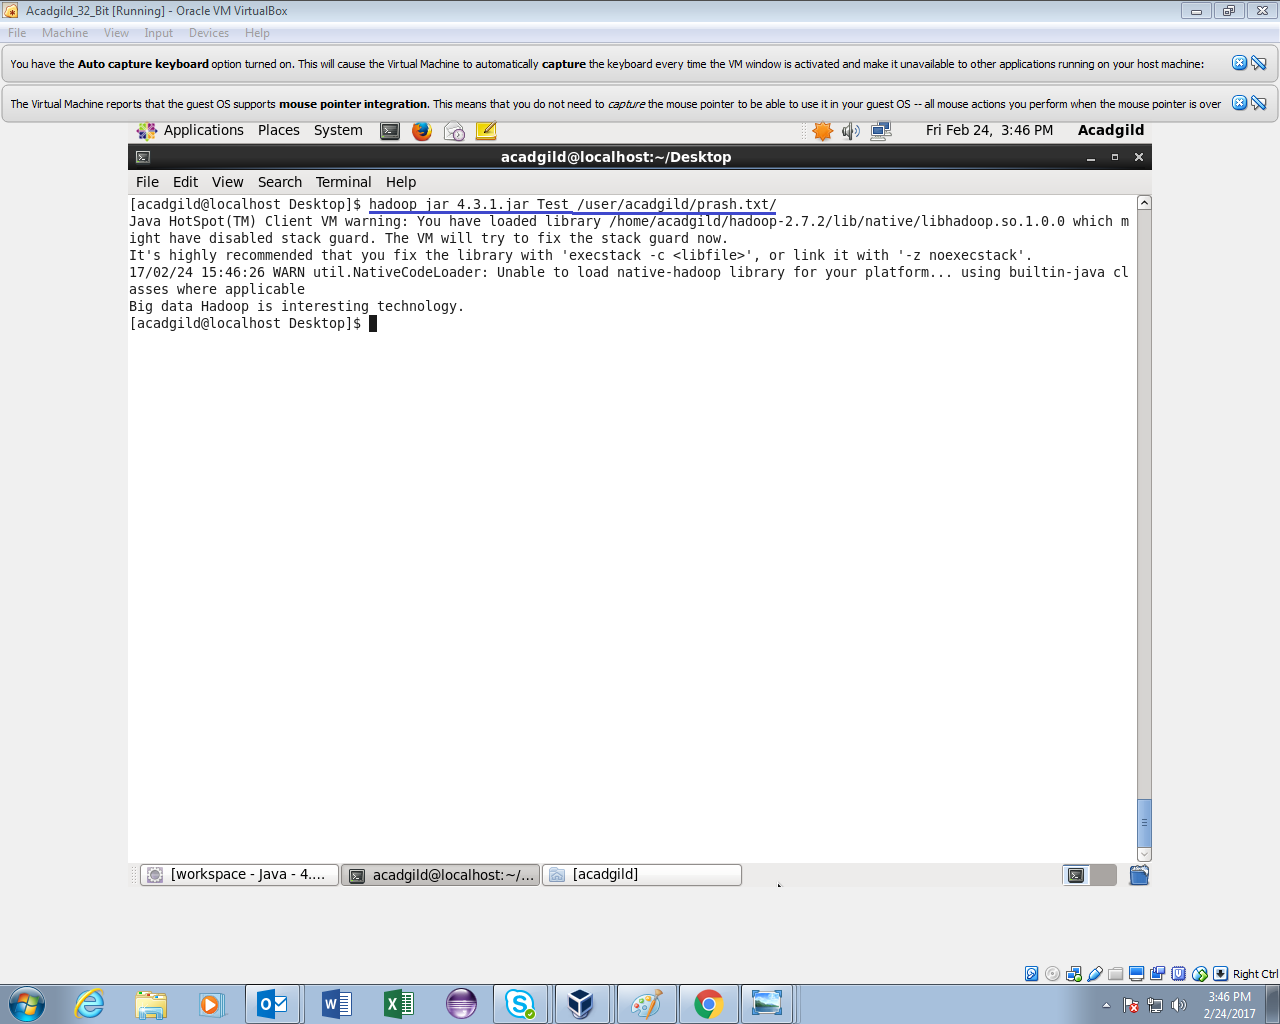 Acadgild_32_Bit [Running] - Oracle VM VirtualBox
File Machine View Input Devices Help
You have the Auto capture keyboard option turned on. This will cause the Virtual Machine to automatically capture the keyboard every time the VM window is activated and make it unavailable to other applications running on your host machine:
The Virtual Machine reports that the guest OS supports mouse pointer integration. This means that you do not need to capture the mouse pointer to be able to use it in your guest OS -- all mouse actions you perform when the mouse pointer is over
Applications Places System Fri Feb 24, 3:46 PM Acadgild
acadgild@localhost:~/Desktop
File Edit View Search Terminal Help
[acadgild@localhost Desktop]$ hadoop jar 4.3.1.jar Test /user/acadgild/prash.txt/
Java HotSpot(TM) Client VM warning: You have loaded library /home/acadgild/hadoop-2.7.2/lib/native/libhadoop.so.1.0.0 which m
ight have disabled stack guard. The VM will try to fix the stack guard now.
It's highly recommended that you fix the library with 'execstack -c <libfile>', or link it with '-z noexecstack'.
17/02/24 15:46:26 WARN util.NativeCodeLoader: Unable to load native-hadoop library for your platform... using builtin-java cl
asses where applicable
Big data Hadoop is interesting technology.
[acadgild@localhost Desktop]$
[workspace - Java - 4.... acadgild@localhost:~/... [acadgild]
Right Ctrl
3:46 PM
2/24/2017